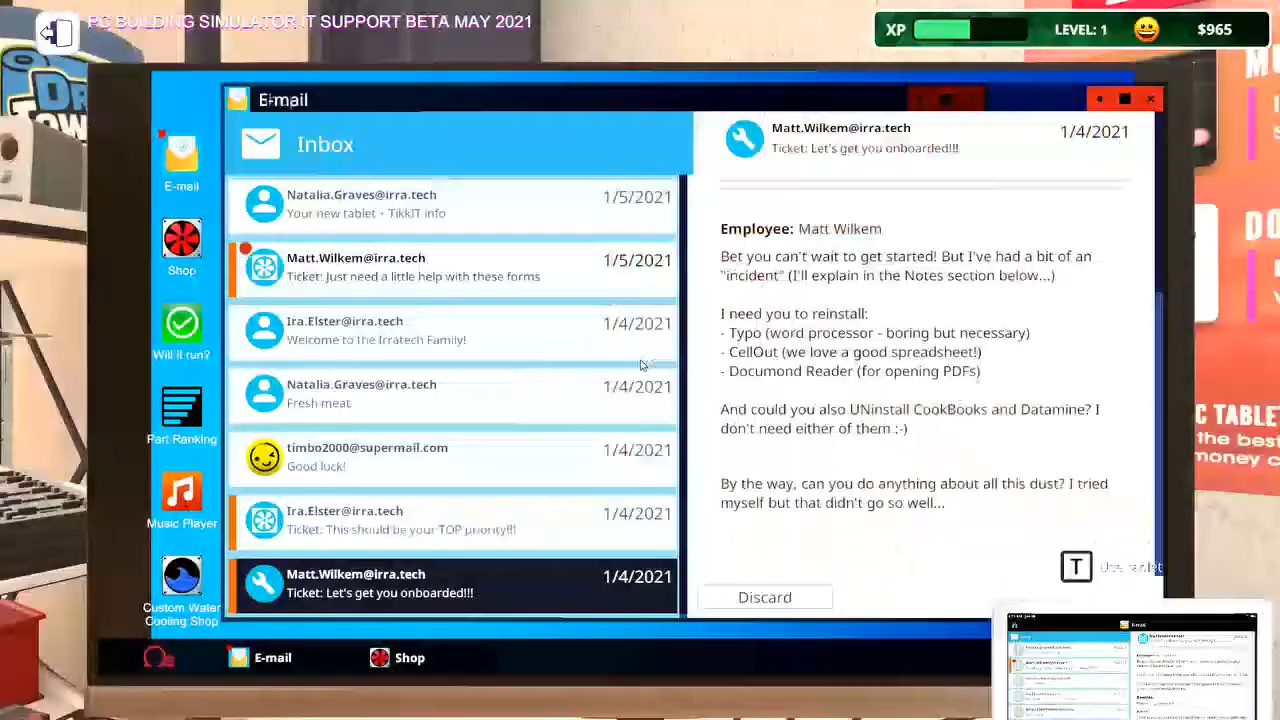 PC BUILDING SIMULATOR IT SUPPORT BETA MAY 2021
XP
LEVEL: 1
$965
E-mail
Inbox
Natalia.Graves@irra.tech
1/5/2021
Your new tablet + TikkIT info
Matt.Wilkem@irra.tech
1/5/2021
Ticket: Just need a little help with these forms
Ira.Elster@irra.tech
1/4/2021
Welcome to the Irratech Family!
Natalia.Graves@irra.tech
1/4/2021
Fresh meat
timbo2000@supermail.com
1/4/2021
Good luck!
Ira.Elster@irra.tech
1/4/2021
Ticket: This should be your TOP priority!!!
Matt.Wilkem@irra.tech
1/4/2021
Ticket: Let's get you onboarded!!!
Matt.Wilkem@irra.tech
1/4/2021
Ticket: Let's get you onboarded!!!
Employee: Matt Wilkem
Bet you can't wait to get started! But I've had a bit of an
"incident" (I'll explain in the Notes section below...)
I need you to reinstall:
- Typo (word processor - boring but necessary)
- CellOut (we love a good spreadsheet!)
- Documond Reader (for opening PDFs)
And could you also UNinstall CookBooks and Datamine? I
don't need either of them :-)
By the way, can you do anything about all this dust? I tried
myself but that didn't go so well...
Discard
T
Use tablet
E-mail
Shop
Will it run?
Part Ranking
Music Player
Custom Water
Cooling Shop
C TABLE
the best
money c